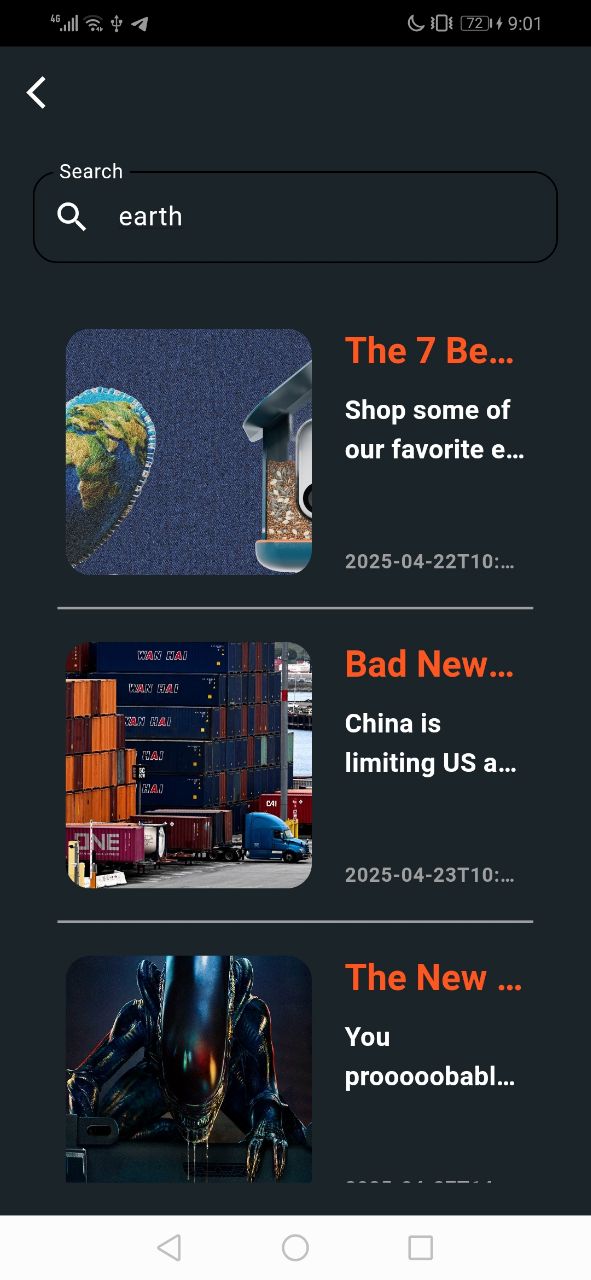 4G 72 9:01
Search
earth
The 7 Be...
Shop some of
our favorite e...
2025-04-22T10:...
WAN HAI
WAN HAI
WAN HAI
HAI
HAI
CAI
ONE
Bad New...
China is
limiting US a...
2025-04-23T10:...
The New ...
You
prooooobabl...